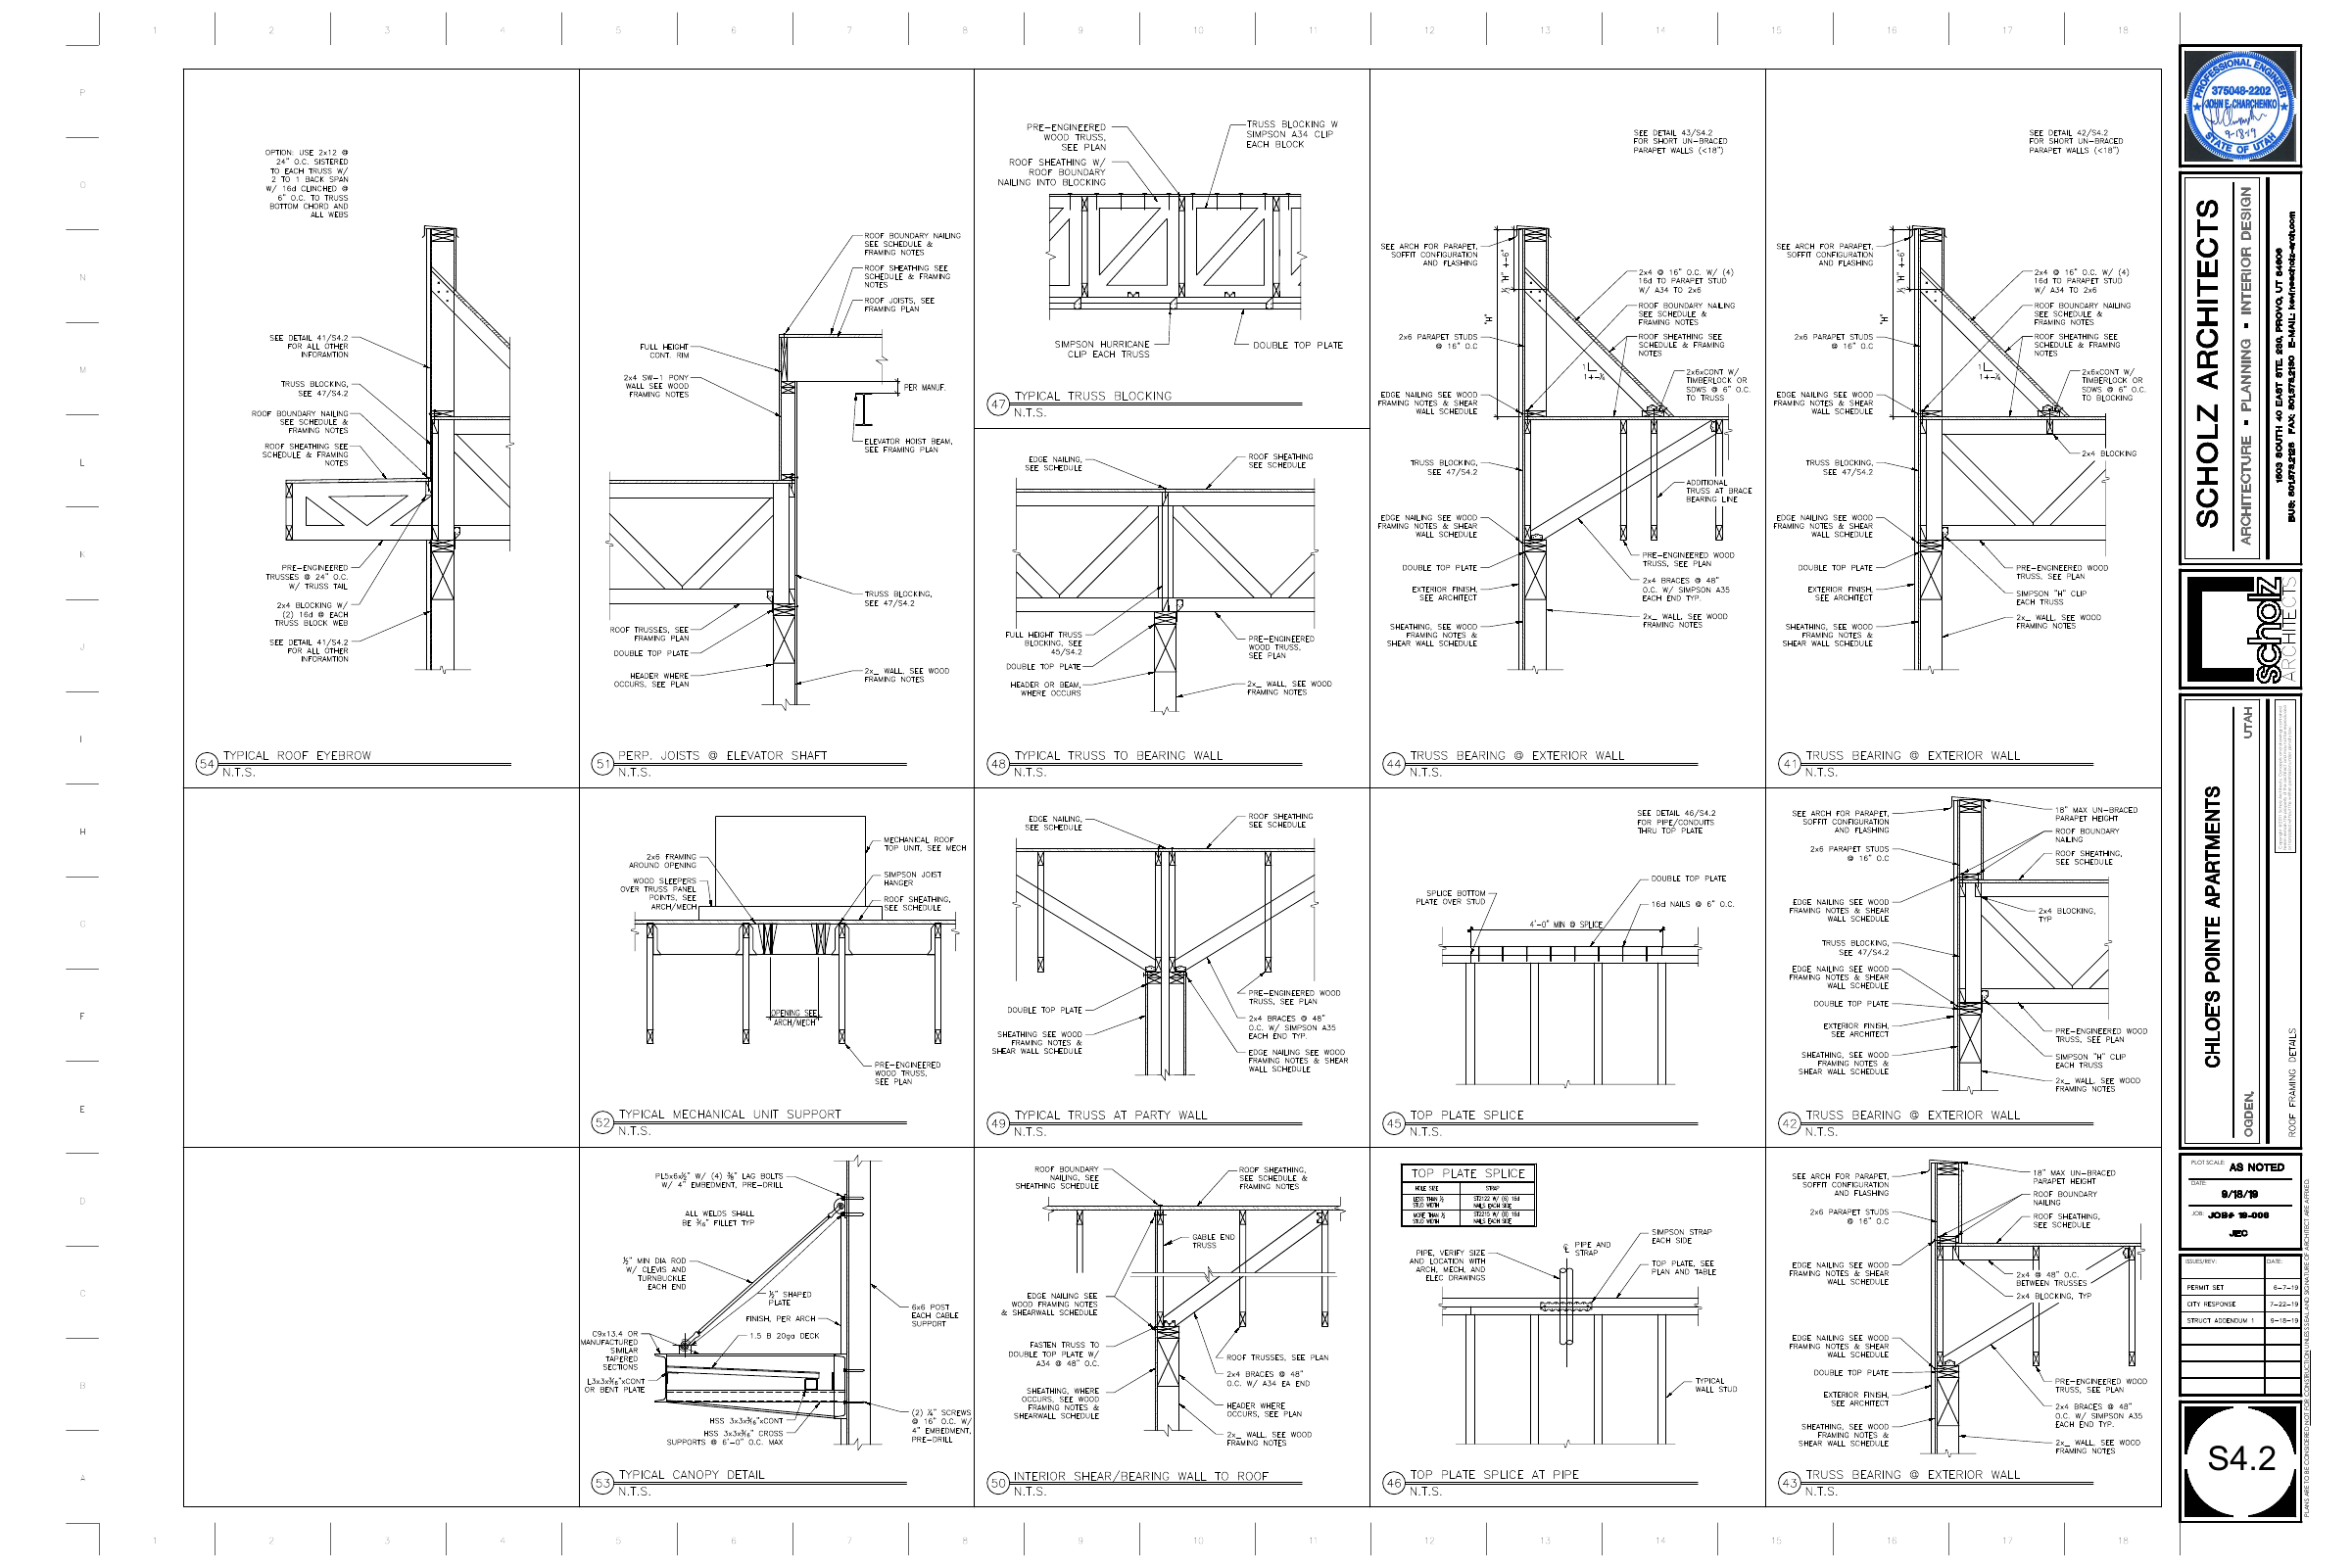 OPTION: USE 2x12 @
24" O.C. SISTERED
TO EACH TRUSS W/
2 TO 1 BACK SPAN
W/ 16d CLINCHED @
6" O.C. TO TRUSS
BOTTOM CHORD AND
ALL WEBS
SEE DETAIL 41/S4.2
FOR ALL OTHER
INFORAMTION
TRUSS BLOCKING,
SEE 47/S4.2
ROOF BOUNDARY NAILING
SEE SCHEDULE &
FRAMING NOTES
ROOF SHEATHING SEE
SCHEDULE & FRAMING
NOTES
PRE-ENGINEERED
TRUSSES @ 24" O.C.
W/ TRUSS TAIL
2x4 BLOCKING W/
(2) 16d @ EACH
TRUSS BLOCK WEB
SEE DETAIL 41/S4.2
FOR ALL OTHER
INFORAMTION
54 TYPICAL ROOF EYEBROW
N.T.S.
ROOF BOUNDARY NAILING
SEE SCHEDULE &
FRAMING NOTES
ROOF SHEATHING SEE
SCHEDULE & FRAMING
NOTES
ROOF JOISTS, SEE
FRAMING PLAN
FULL HEIGHT
CONT. RIM
2x4 SW-1 PONY
WALL SEE WOOD
FRAMING NOTES
PER MANUF.
ELEVATOR HOIST BEAM,
SEE FRAMING PLAN
TRUSS BLOCKING,
SEE 47/S4.2
ROOF TRUSSES, SEE
FRAMING PLAN
DOUBLE TOP PLATE
HEADER WHERE
OCCURS, SEE PLAN
2x_ WALL, SEE WOOD
FRAMING NOTES
51 PERP. JOISTS @ ELEVATOR SHAFT
N.T.S.
PRE-ENGINEERED
WOOD TRUSS,
SEE PLAN
ROOF SHEATHING W/
ROOF BOUNDARY
NAILING INTO BLOCKING
TRUSS BLOCKING W
SIMPSON A34 CLIP
EACH BLOCK
SIMPSON HURRICANE
CLIP EACH TRUSS
DOUBLE TOP PLATE
47 TYPICAL TRUSS BLOCKING
N.T.S.
EDGE NAILING,
SEE SCHEDULE
ROOF SHEATHING
SEE SCHEDULE
FULL HEIGHT TRUSS
BLOCKING, SEE
45/S4.2
DOUBLE TOP PLATE
HEADER OR BEAM,
WHERE OCCURS
PRE-ENGINEERED
WOOD TRUSS,
SEE PLAN
2x_ WALL, SEE WOOD
FRAMING NOTES
48 TYPICAL TRUSS TO BEARING WALL
N.T.S.
SEE DETAIL 43/S4.2
FOR SHORT UN-BRACED
PARAPET WALLS (<18")
SEE ARCH FOR PARAPET,
SOFFIT CONFIGURATION
AND FLASHING
½ "H" +-6"
"H"
2x4 @ 16" O.C. W/ (4)
16d TO PARAPET STUD
W/ A34 TO 2x6
ROOF BOUNDARY NAILING
SEE SCHEDULE &
FRAMING NOTES
2x6 PARAPET STUDS
@ 16" O.C
ROOF SHEATHING SEE
SCHEDULE & FRAMING
NOTES
1
1+-¾
2x6xCONT W/
TIMBERLOCK OR
SDWS @ 6" O.C.
TO TRUSS
EDGE NAILING SEE WOOD
FRAMING NOTES & SHEAR
WALL SCHEDULE
TRUSS BLOCKING,
SEE 47/S4.2
ADDITIONAL
TRUSS AT BRACE
BEARING LINE
EDGE NAILING SEE WOOD
FRAMING NOTES & SHEAR
WALL SCHEDULE
DOUBLE TOP PLATE
PRE-ENGINEERED WOOD
TRUSS, SEE PLAN
EXTERIOR FINISH,
SEE ARCHITECT
2x4 BRACES @ 48"
O.C. W/ SIMPSON A35
EACH END TYP.
SHEATHING, SEE WOOD
FRAMING NOTES &
SHEAR WALL SCHEDULE
2x_ WALL, SEE WOOD
FRAMING NOTES
44 TRUSS BEARING @ EXTERIOR WALL
N.T.S.
SEE DETAIL 42/S4.2
FOR SHORT UN-BRACED
PARAPET WALLS (<18")
SEE ARCH FOR PARAPET,
SOFFIT CONFIGURATION
AND FLASHING
½ "H" +-6"
"H"
2x4 @ 16" O.C. W/ (4)
16d TO PARAPET STUD
W/ A34 TO 2x6
ROOF BOUNDARY NAILING
SEE SCHEDULE &
FRAMING NOTES
2x6 PARAPET STUDS
@ 16" O.C
ROOF SHEATHING SEE
SCHEDULE & FRAMING
NOTES
1
1+-¾
2x6xCONT W/
TIMBERLOCK OR
SDWS @ 6" O.C.
TO BLOCKING
EDGE NAILING SEE WOOD
FRAMING NOTES & SHEAR
WALL SCHEDULE
2x4 BLOCKING
TRUSS BLOCKING,
SEE 47/S4.2
EDGE NAILING SEE WOOD
FRAMING NOTES & SHEAR
WALL SCHEDULE
DOUBLE TOP PLATE
PRE-ENGINEERED WOOD
TRUSS, SEE PLAN
EXTERIOR FINISH,
SEE ARCHITECT
SIMPSON "H" CLIP
EACH TRUSS
SHEATHING, SEE WOOD
FRAMING NOTES &
SHEAR WALL SCHEDULE
2x_ WALL, SEE WOOD
FRAMING NOTES
41 TRUSS BEARING @ EXTERIOR WALL
N.T.S.
2x6 FRAMING
AROUND OPENING
WOOD SLEEPERS
OVER TRUSS PANEL
POINTS, SEE
ARCH/MECH
MECHANICAL ROOF
TOP UNIT, SEE MECH
SIMPSON JOIST
HANGER
ROOF SHEATHING,
SEE SCHEDULE
OPENING SEE
ARCH/MECH
PRE-ENGINEERED
WOOD TRUSS,
SEE PLAN
52 TYPICAL MECHANICAL UNIT SUPPORT
N.T.S.
EDGE NAILING,
SEE SCHEDULE
ROOF SHEATHING
SEE SCHEDULE
DOUBLE TOP PLATE
SHEATHING SEE WOOD
FRAMING NOTES &
SHEAR WALL SCHEDULE
PRE-ENGINEERED WOOD
TRUSS, SEE PLAN
2x4 BRACES @ 48"
O.C. W/ SIMPSON A35
EACH END TYP.
EDGE NAILING SEE WOOD
FRAMING NOTES & SHEAR
WALL SCHEDULE
49 TYPICAL TRUSS AT PARTY WALL
N.T.S.
SEE DETAIL 46/S4.2
FOR PIPE/CONDUITS
THRU TOP PLATE
SPLICE BOTTOM
PLATE OVER STUD
DOUBLE TOP PLATE
16d NAILS @ 6" O.C.
4'-0" MIN @ SPLICE
45 TOP PLATE SPLICE
N.T.S.
SEE ARCH FOR PARAPET,
SOFFIT CONFIGURATION
AND FLASHING
18" MAX UN-BRACED
PARAPET HEIGHT
ROOF BOUNDARY
NAILING
2x6 PARAPET STUDS
@ 16" O.C
ROOF SHEATHING,
SEE SCHEDULE
EDGE NAILING SEE WOOD
FRAMING NOTES & SHEAR
WALL SCHEDULE
2x4 BLOCKING,
TYP
TRUSS BLOCKING,
SEE 47/S4.2
EDGE NAILING SEE WOOD
FRAMING NOTES & SHEAR
WALL SCHEDULE
DOUBLE TOP PLATE
EXTERIOR FINISH,
SEE ARCHITECT
PRE-ENGINEERED WOOD
TRUSS, SEE PLAN
SHEATHING, SEE WOOD
FRAMING NOTES &
SHEAR WALL SCHEDULE
SIMPSON "H" CLIP
EACH TRUSS
2x_ WALL, SEE WOOD
FRAMING NOTES
42 TRUSS BEARING @ EXTERIOR WALL
N.T.S.
PL5x6x½" W/ (4) ⅜" LAG BOLTS
W/ 4" EMBEDMENT, PRE-DRILL
ALL WELDS SHALL
BE 3/16" FILLET TYP
½" MIN DIA ROD
W/ CLEVIS AND
TURNBUCKLE
EACH END
½" SHAPED
PLATE
FINISH, PER ARCH
6x6 POST
EACH CABLE
SUPPORT
C9x13.4 OR
MANUFACTURED
SIMILAR
TAPERED
SECTIONS
1.5 B 20ga DECK
L3x3x3/16"xCONT
OR BENT PLATE
HSS 3x3x3/16"xCONT
HSS 3x3x3/16" CROSS
SUPPORTS @ 6'-0" O.C. MAX
(2) ¼" SCREWS
@ 16" O.C. W/
4" EMBEDMENT,
PRE-DRILL
53 TYPICAL CANOPY DETAIL
N.T.S.
ROOF BOUNDARY
NAILING, SEE
SHEATHING SCHEDULE
ROOF SHEATHING,
SEE SCHEDULE &
FRAMING NOTES
GABLE END
TRUSS
EDGE NAILING SEE
WOOD FRAMING NOTES
& SHEARWALL SCHEDULE
FASTEN TRUSS TO
DOUBLE TOP PLATE W/
A34 @ 48" O.C.
ROOF TRUSSES, SEE PLAN
2x4 BRACES @ 48"
O.C. W/ A34 EA END
SHEATHING, WHERE
OCCURS, SEE WOOD
FRAMING NOTES &
SHEARWALL SCHEDULE
HEADER WHERE
OCCURS, SEE PLAN
2x_ WALL, SEE WOOD
FRAMING NOTES
50 INTERIOR SHEAR/BEARING WALL TO ROOF
N.T.S.
TOP PLATE SPLICE
HOLE SIZE STRAP
LESS THAN ½ STUD WIDTH ST2122 W/ (6) 16d NAILS EACH SIDE
MORE THAN ½ STUD WIDTH ST2215 W/ (8) 16d NAILS EACH SIDE
PIPE, VERIFY SIZE
AND LOCATION WITH
ARCH, MECH, AND
ELEC DRAWINGS
PIPE AND
STRAP
SIMPSON STRAP
EACH SIDE
TOP PLATE, SEE
PLAN AND TABLE
TYPICAL
WALL STUD
46 TOP PLATE SPLICE AT PIPE
N.T.S.
SEE ARCH FOR PARAPET,
SOFFIT CONFIGURATION
AND FLASHING
18" MAX UN-BRACED
PARAPET HEIGHT
ROOF BOUNDARY
NAILING
2x6 PARAPET STUDS
@ 16" O.C
ROOF SHEATHING,
SEE SCHEDULE
EDGE NAILING SEE WOOD
FRAMING NOTES & SHEAR
WALL SCHEDULE
2x4 @ 48" O.C.
BETWEEN TRUSSES
2x4 BLOCKING, TYP
EDGE NAILING SEE WOOD
FRAMING NOTES & SHEAR
WALL SCHEDULE
DOUBLE TOP PLATE
EXTERIOR FINISH,
SEE ARCHITECT
PRE-ENGINEERED WOOD
TRUSS, SEE PLAN
2x4 BRACES @ 48"
O.C. W/ SIMPSON A35
EACH END TYP.
SHEATHING, SEE WOOD
FRAMING NOTES &
SHEAR WALL SCHEDULE
2x_ WALL, SEE WOOD
FRAMING NOTES
43 TRUSS BEARING @ EXTERIOR WALL
N.T.S.
PROFESSIONAL ENGINEER
375048-2202
JOHN E. CHARCHENKO
9-18-19
STATE OF UTAH
SCHOLZ ARCHITECTS
ARCHITECTURE • PLANNING • INTERIOR DESIGN
1603 SOUTH 40 EAST STE. 230, PROVO, UT 84606
scholz
ARCHITECTS
CHLOE'S POINTE APARTMENTS
OGDEN, UTAH
ROOF FRAMING DETAILS
PLOT SCALE: AS NOTED
DATE: 9/18/19
JOB: JOB# 19-006
JEC
ISSUES/REV: DATE:
PERMIT SET 6-7-19
CITY RESPONSE 7-22-19
STRUCT ADDENDUM 1 9-18-19
S4.2
PLANS ARE TO BE CONSIDERED NOT FOR CONSTRUCTION UNLESS SEAL AND SIGNATURE OF ARCHITECT ARE AFFIXED.
1 2 3 4 5 6 7 8 9 10 11 12 13 14 15 16 17 18
P
O
N
M
L
K
J
I
H
G
F
E
D
C
B
A
1 2 3 4 5 6 7 8 9 10 11 12 13 14 15 16 17 18